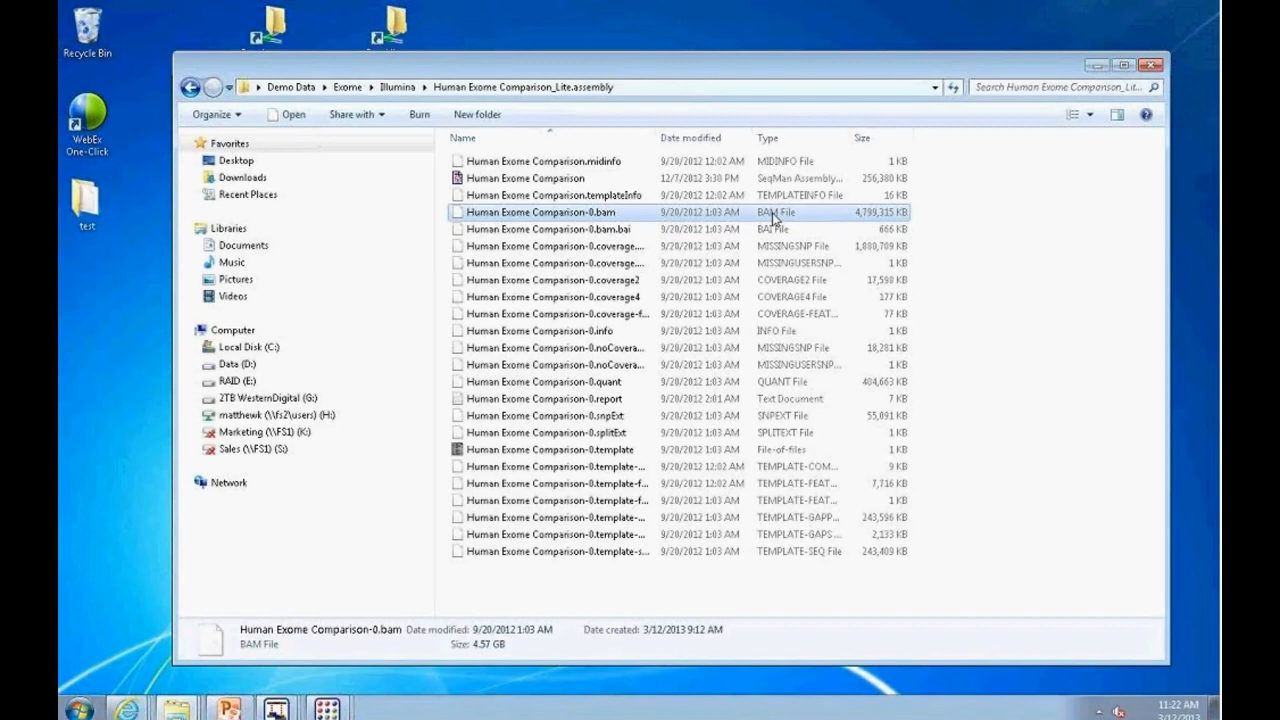 Recycle Bin
WebEx
One-Click
test
Demo Data Exome Illumina Human Exome Comparison_Lite.assembly
Search Human Exome Comparison_Lit...
Organize Open Share with Burn New folder
Favorites
Desktop
Downloads
Recent Places
Libraries
Documents
Music
Pictures
Videos
Computer
Local Disk (C:)
Data (D:)
RAID (E:)
2TB WesternDigital (G:)
matthewk (\\fs2\users) (H:)
Marketing (\\FS1) (K:)
Sales (\\FS1) (S:)
Network
Name Date modified Type Size
Human Exome Comparison.midinfo 9/20/2012 12:02 AM MIDINFO File 1 KB
Human Exome Comparison 12/7/2012 3:38 PM SeqMan Assembly... 256,380 KB
Human Exome Comparison.templateInfo 9/20/2012 12:02 AM TEMPLATEINFO File 16 KB
Human Exome Comparison-0.bam 9/20/2012 1:03 AM BAM File 4,799,315 KB
Human Exome Comparison-0.bam.bai 9/20/2012 1:03 AM BAI File 666 KB
Human Exome Comparison-0.coverage.... 9/20/2012 1:03 AM MISSINGSNP File 1,880,789 KB
Human Exome Comparison-0.coverage.... 9/20/2012 1:03 AM MISSINGUSERSNP... 1 KB
Human Exome Comparison-0.coverage2 9/20/2012 1:03 AM COVERAGE2 File 17,590 KB
Human Exome Comparison-0.coverage4 9/20/2012 1:03 AM COVERAGE4 File 177 KB
Human Exome Comparison-0.coverage-f... 9/20/2012 1:03 AM COVERAGE-FEAT... 77 KB
Human Exome Comparison-0.info 9/20/2012 1:03 AM INFO File 1 KB
Human Exome Comparison-0.noCovera... 9/20/2012 1:03 AM MISSINGSNP File 18,281 KB
Human Exome Comparison-0.noCovera... 9/20/2012 1:03 AM MISSINGUSERSNP... 1 KB
Human Exome Comparison-0.quant 9/20/2012 1:03 AM QUANT File 404,663 KB
Human Exome Comparison-0.report 9/20/2012 2:01 AM Text Document 7 KB
Human Exome Comparison-0.snpExt 9/20/2012 1:03 AM SNPEXT File 55,091 KB
Human Exome Comparison-0.splitExt 9/20/2012 1:03 AM SPLITEXT File 1 KB
Human Exome Comparison-0.template 9/20/2012 1:03 AM File-of-files 1 KB
Human Exome Comparison-0.template-... 9/20/2012 12:02 AM TEMPLATE-COM... 9 KB
Human Exome Comparison-0.template-f... 9/20/2012 12:02 AM TEMPLATE-FEAT... 7,716 KB
Human Exome Comparison-0.template-f... 9/20/2012 1:03 AM TEMPLATE-FEAT... 1 KB
Human Exome Comparison-0.template-... 9/20/2012 1:03 AM TEMPLATE-GAPP... 243,596 KB
Human Exome Comparison-0.template-... 9/20/2012 1:03 AM TEMPLATE-GAPS ... 2,133 KB
Human Exome Comparison-0.template-s... 9/20/2012 1:03 AM TEMPLATE-SEQ File 243,409 KB
Human Exome Comparison-0.bam Date modified: 9/20/2012 1:03 AM Date created: 3/12/2013 9:12 AM
BAM File Size: 4.57 GB
11:22 AM
3/12/2013